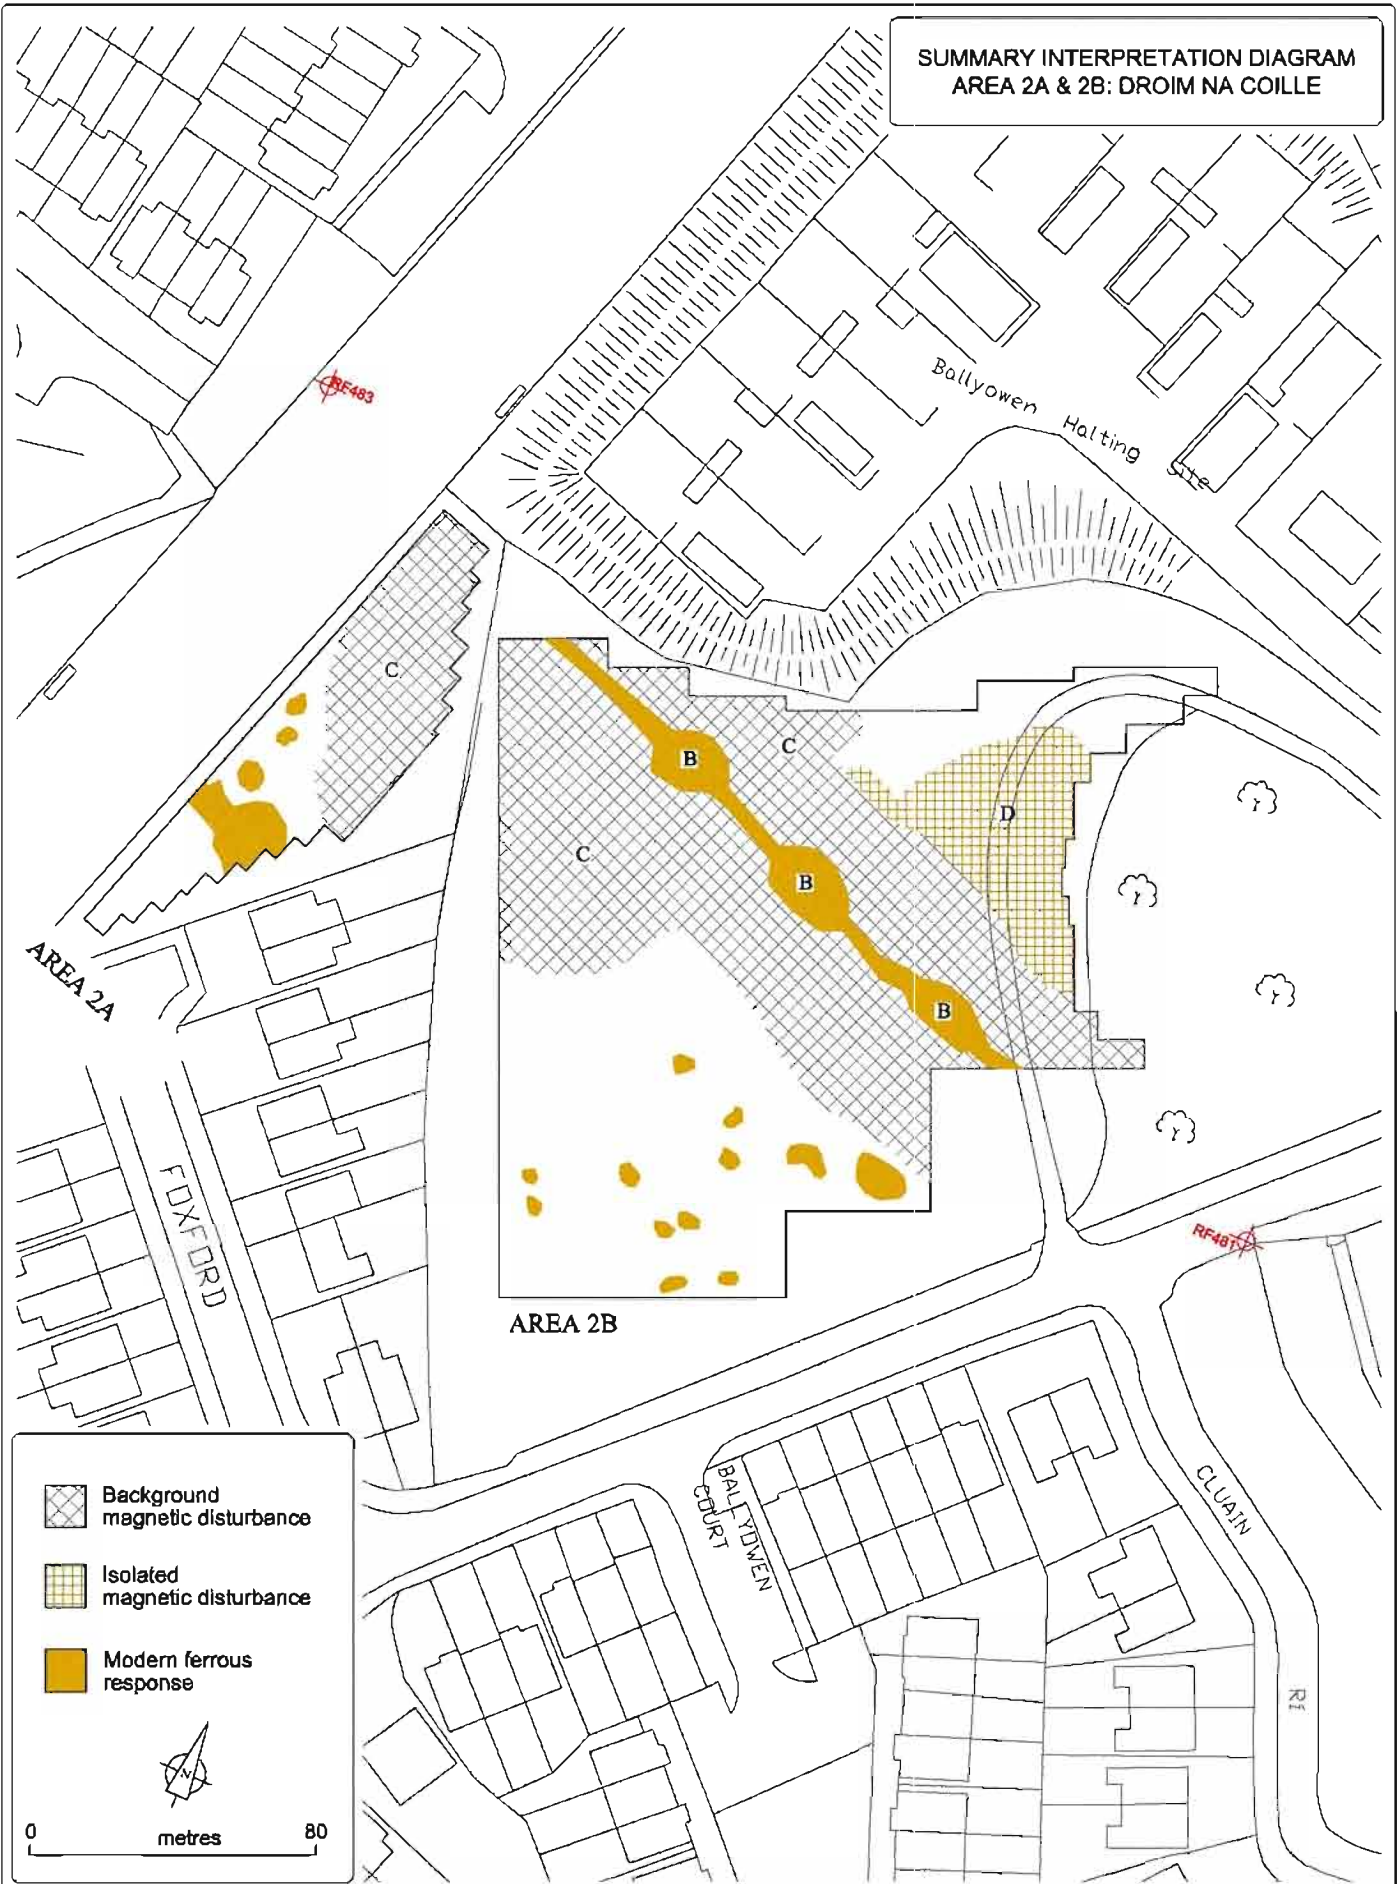 SUMMARY INTERPRETATION DIAGRAM
AREA 2A & 2B: DROIM NA COILLE
RF483
Ballyowen Halting Site
C
B
C
D
C
B
B
AREA 2A
FOXFORD
RF481
AREA 2B
BALLYOWEN
COURT
CLUAIN
RÍ
Background
magnetic disturbance
Isolated
magnetic disturbance
Modern ferrous
response
N
0 metres 80